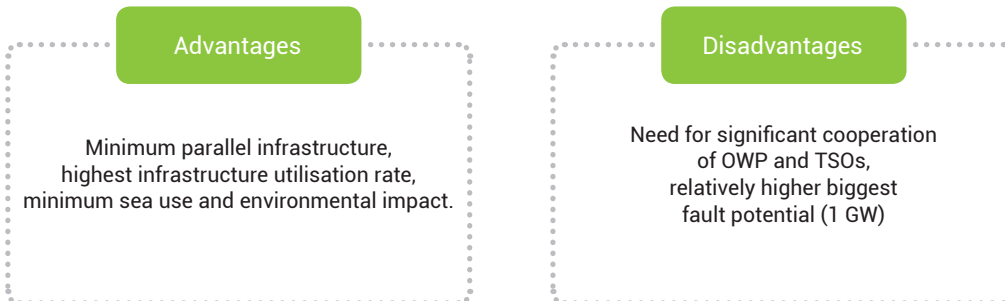 Advantages
Minimum parallel infrastructure,
highest infrastructure utilisation rate,
minimum sea use and environmental impact.
Disadvantages
Need for significant cooperation
of OWP and TSOs,
relatively higher biggest
fault potential (1 GW)